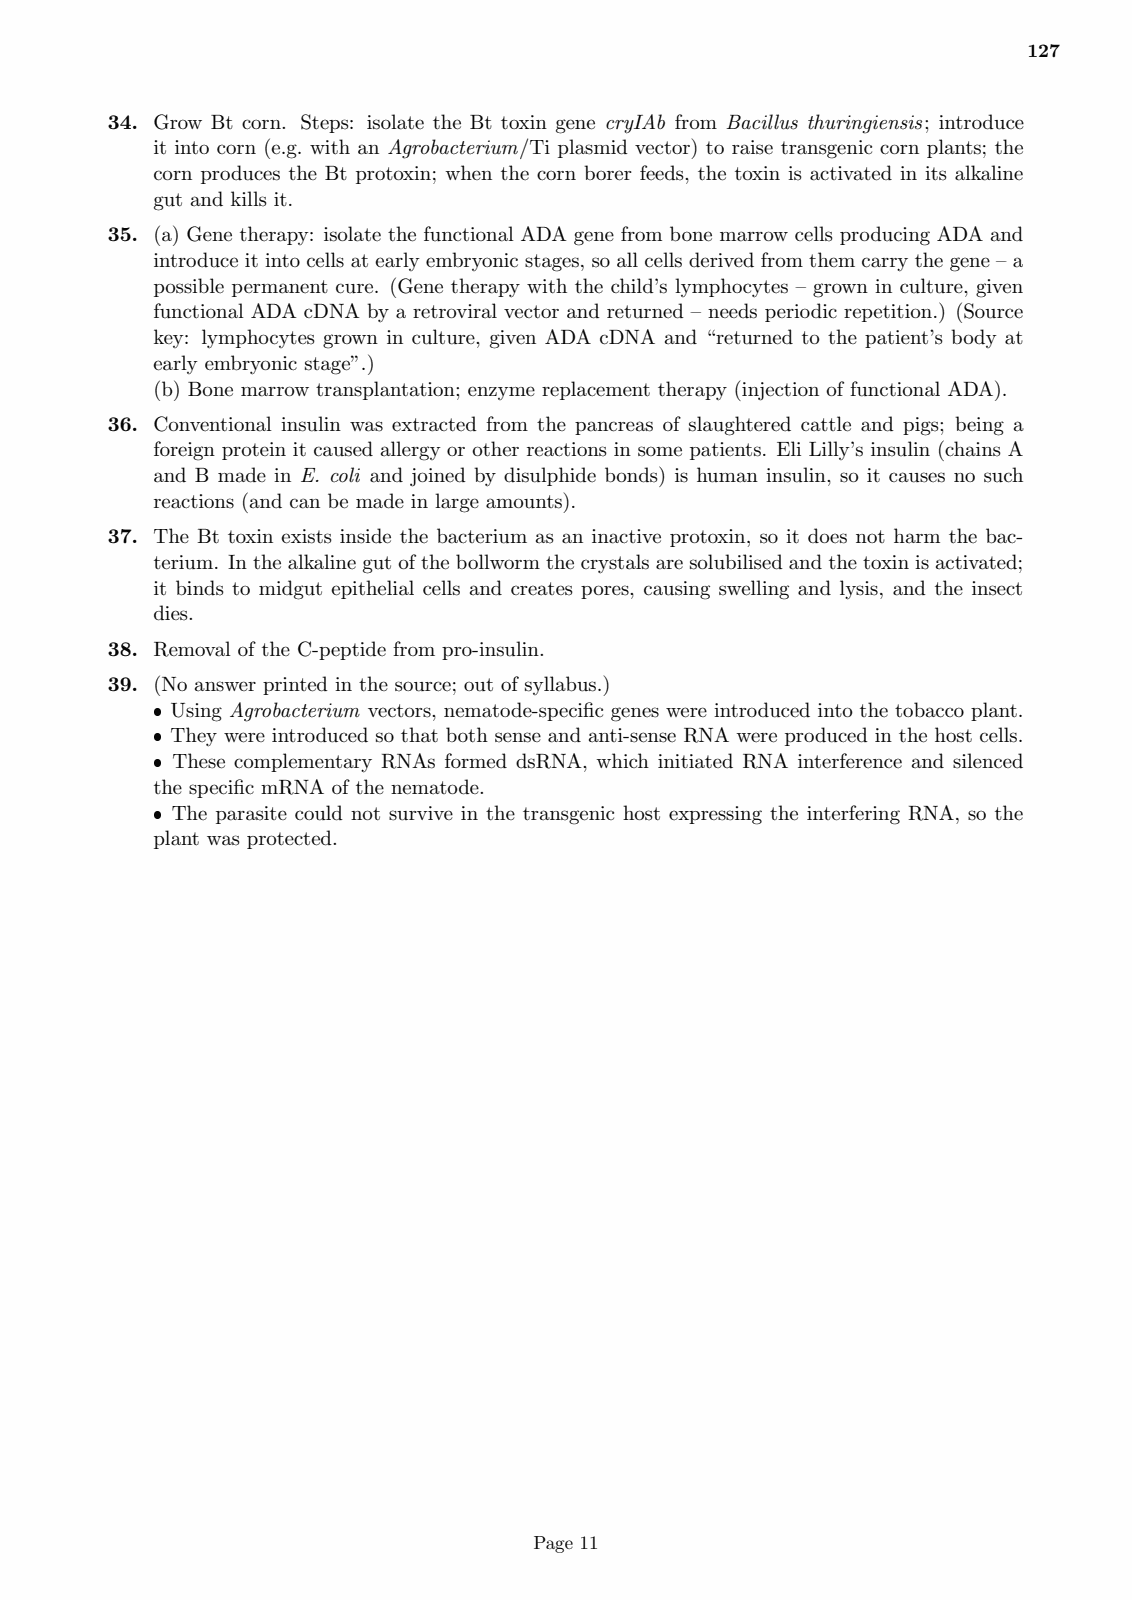 127
34. Grow Bt corn. Steps: isolate the Bt toxin gene cryIAb from Bacillus thuringiensis; introduce
it into corn (e.g. with an Agrobacterium/Ti plasmid vector) to raise transgenic corn plants; the
corn produces the Bt protoxin; when the corn borer feeds, the toxin is activated in its alkaline
gut and kills it.
35. (a) Gene therapy: isolate the functional ADA gene from bone marrow cells producing ADA and
introduce it into cells at early embryonic stages, so all cells derived from them carry the gene – a
possible permanent cure. (Gene therapy with the child’s lymphocytes – grown in culture, given
functional ADA cDNA by a retroviral vector and returned – needs periodic repetition.) (Source
key: lymphocytes grown in culture, given ADA cDNA and “returned to the patient’s body at
early embryonic stage”.)
(b) Bone marrow transplantation; enzyme replacement therapy (injection of functional ADA).
36. Conventional insulin was extracted from the pancreas of slaughtered cattle and pigs; being a
foreign protein it caused allergy or other reactions in some patients. Eli Lilly’s insulin (chains A
and B made in E. coli and joined by disulphide bonds) is human insulin, so it causes no such
reactions (and can be made in large amounts).
37. The Bt toxin exists inside the bacterium as an inactive protoxin, so it does not harm the bac-
terium. In the alkaline gut of the bollworm the crystals are solubilised and the toxin is activated;
it binds to midgut epithelial cells and creates pores, causing swelling and lysis, and the insect
dies.
38. Removal of the C-peptide from pro-insulin.
39. (No answer printed in the source; out of syllabus.)
• Using Agrobacterium vectors, nematode-specific genes were introduced into the tobacco plant.
• They were introduced so that both sense and anti-sense RNA were produced in the host cells.
• These complementary RNAs formed dsRNA, which initiated RNA interference and silenced
the specific mRNA of the nematode.
• The parasite could not survive in the transgenic host expressing the interfering RNA, so the
plant was protected.
Page 11